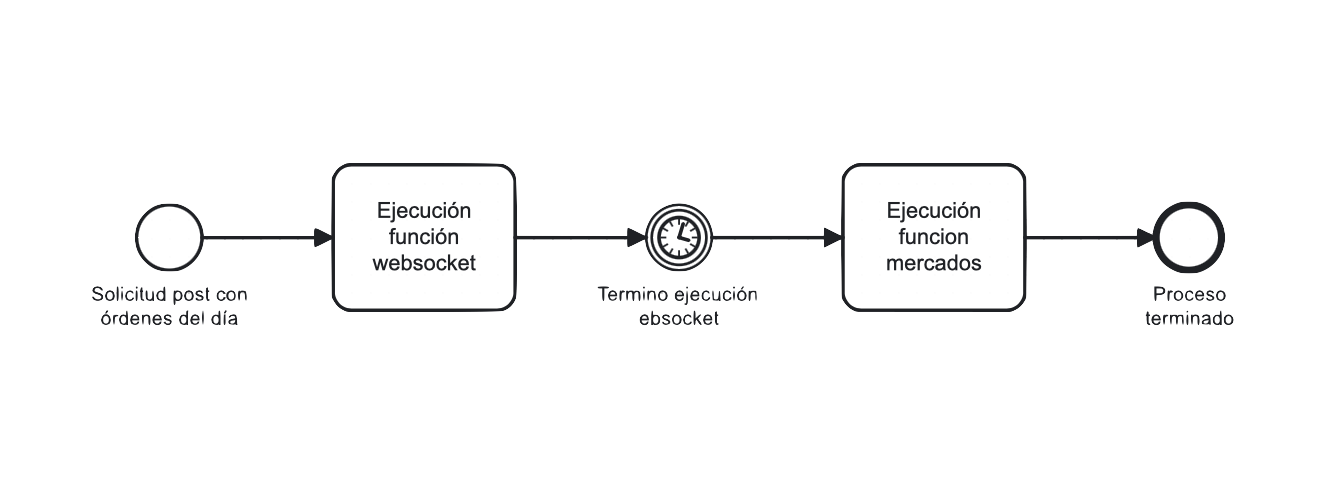 Ejecución
función
websocket
Ejecución
funcion
mercados
Solicitud post con
órdenes del día
Termino ejecución
ebsocket
Proceso
terminado